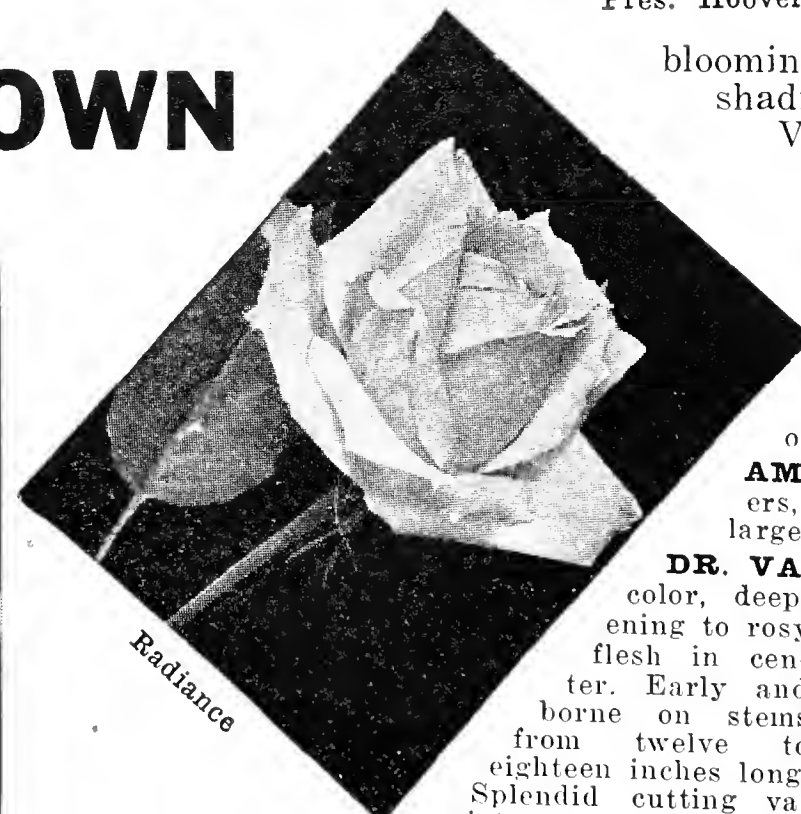 Pres. Hoover
OWN
bloomin
shad
V
o
AM
ers,
large
DR. VA
color, deep
ening to rosy
flesh in cen-
ter. Early and
borne on stems
from twelve to
eighteen inches long
Splendid cutting va
Radiance